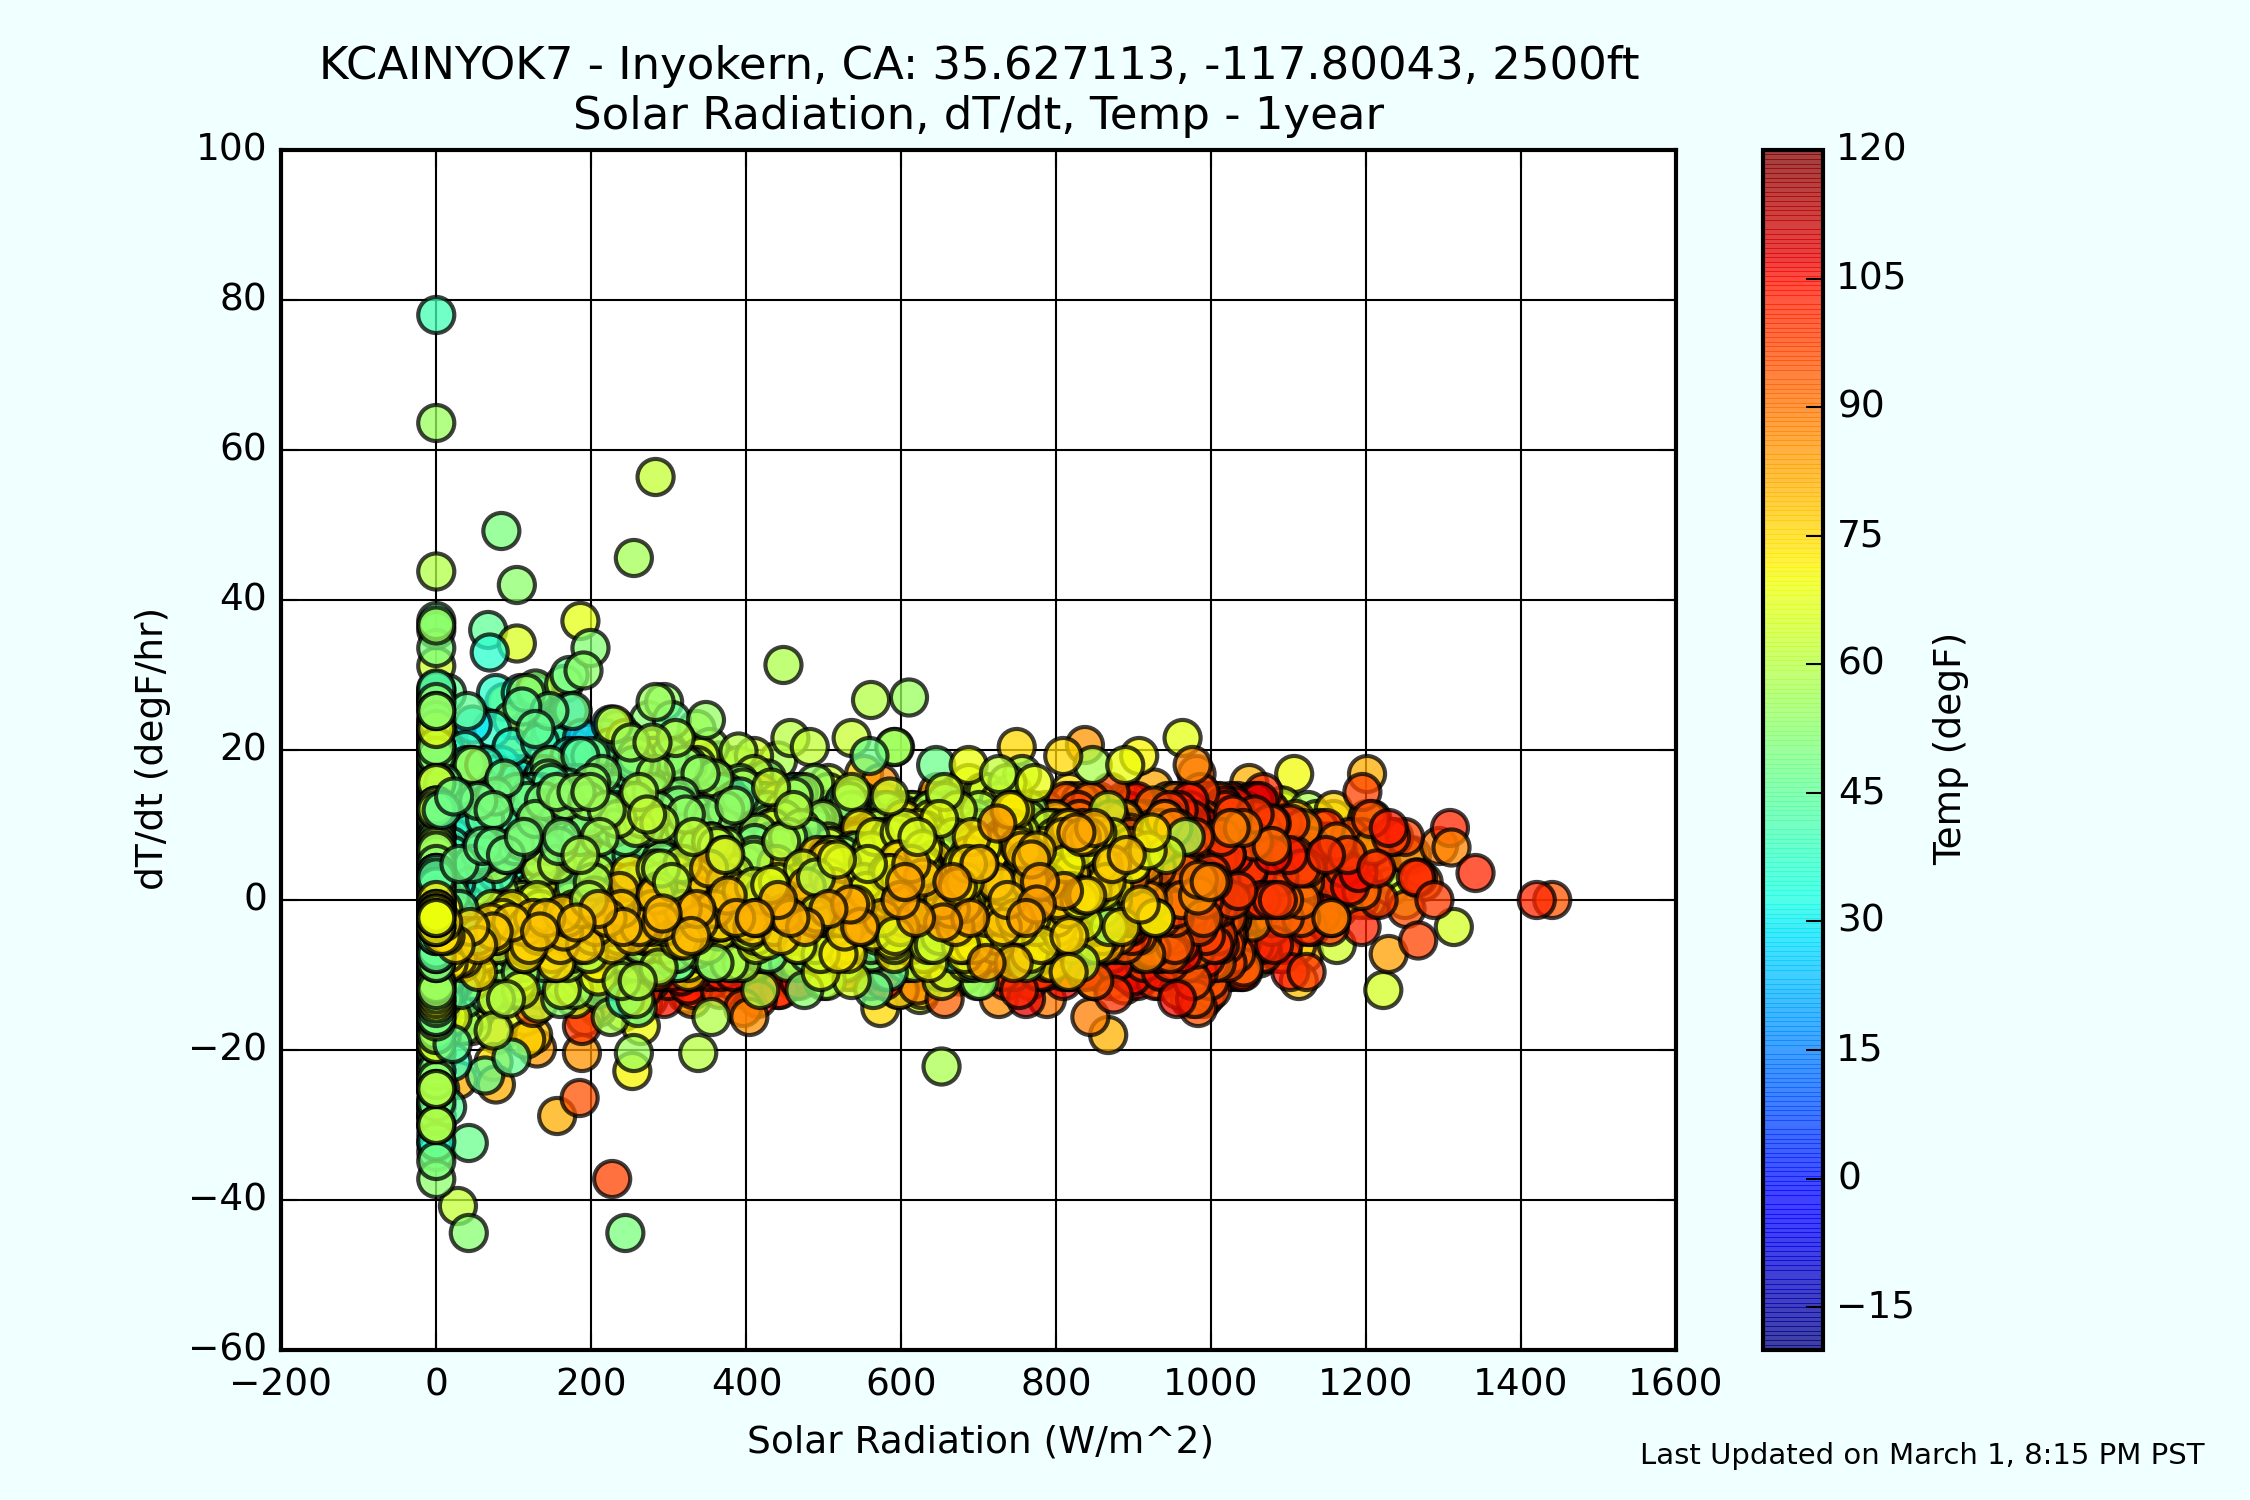 KCAINYOK7 - Inyokern, CA: 35.627113, -117.80043, 2500ft
Solar Radiation, dT/dt, Temp - 1year
100
80
60
40
20
0
−20
−40
−60
dT/dt (degF/hr)
−200 0 200 400 600 800 1000 1200 1400 1600
Solar Radiation (W/m^2)
120
105
90
75
60
45
30
15
0
−15
Temp (degF)
Last Updated on March 1, 8:15 PM PST